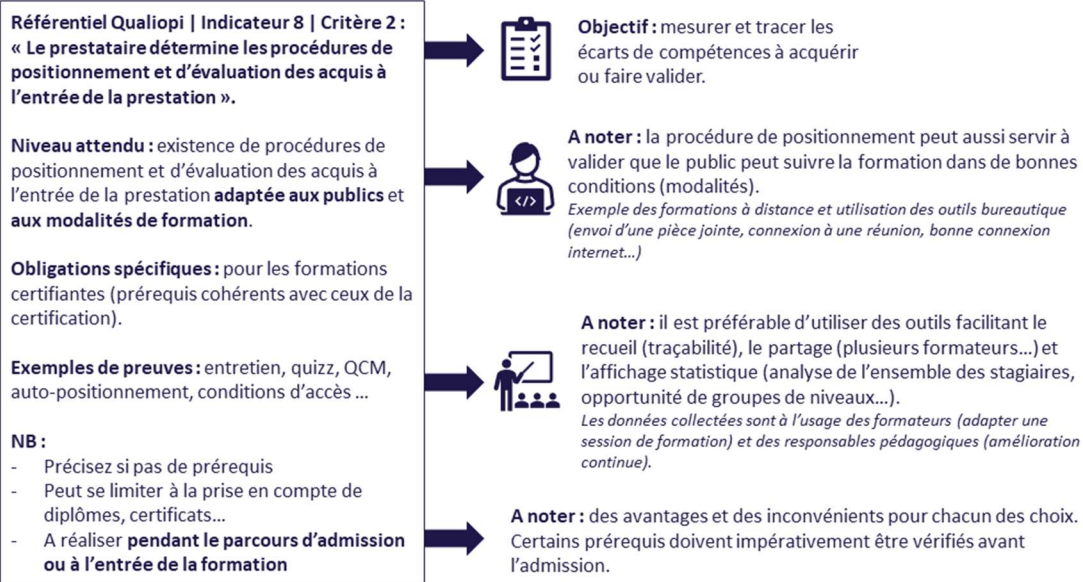 Référentiel Qualiopi | Indicateur 8 | Critère 2 :
« Le prestataire détermine les procédures de
positionnement et d'évaluation des acquis à
l'entrée de la prestation ».
Niveau attendu : existence de procédures de
positionnement et d'évaluation des acquis à
l'entrée de la prestation adaptée aux publics et
aux modalités de formation.
Obligations spécifiques : pour les formations
certifiantes (prérequis cohérents avec ceux de la
certification).
Exemples de preuves : entretien, quizz, QCM,
auto-positionnement, conditions d'accès ...
NB :
- Précisez si pas de prérequis
- Peut se limiter à la prise en compte de
diplômes, certificats...
- A réaliser pendant le parcours d'admission
ou à l'entrée de la formation
Objectif : mesurer et tracer les
écarts de compétences à acquérir
ou faire valider.
A noter : la procédure de positionnement peut aussi servir à
valider que le public peut suivre la formation dans de bonnes
conditions (modalités).
Exemple des formations à distance et utilisation des outils bureautique
(envoi d'une pièce jointe, connexion à une réunion, bonne connexion
internet...)
</>
A noter : il est préférable d'utiliser des outils facilitant le
recueil (traçabilité), le partage (plusieurs formateurs...) et
l'affichage statistique (analyse de l'ensemble des stagiaires,
opportunité de groupes de niveaux...).
Les données collectées sont à l'usage des formateurs (adapter une
session de formation) et des responsables pédagogiques (amélioration
continue).
A noter : des avantages et des inconvénients pour chacun des choix.
Certains prérequis doivent impérativement être vérifiés avant
l'admission.